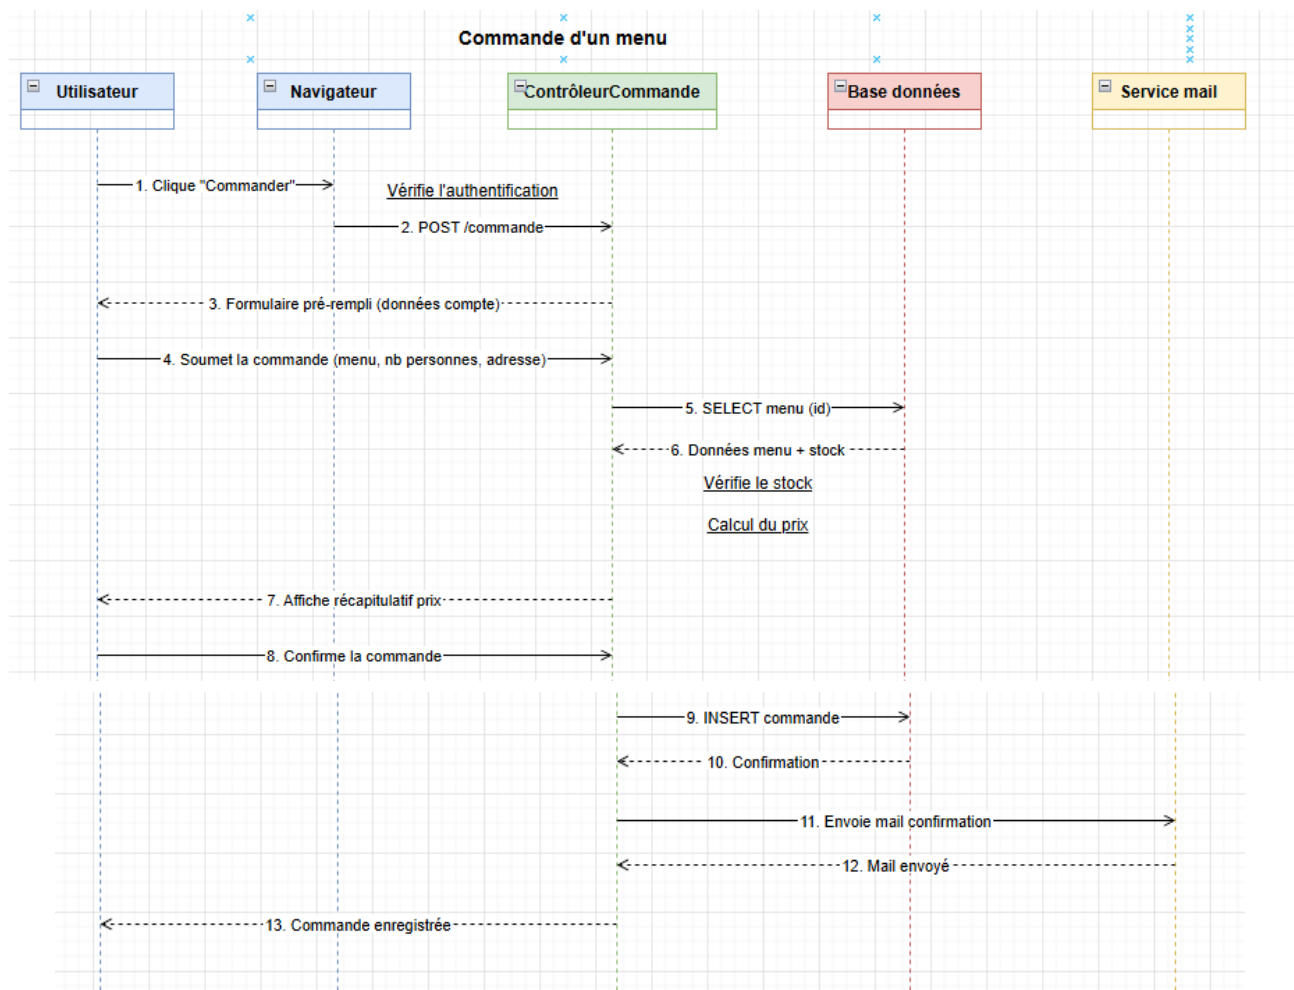 Commande d'un menu
Utilisateur
Navigateur
ContrôleurCommande
Base données
Service mail
1. Clique "Commander"
Vérifie l'authentification
2. POST /commande
3. Formulaire pré-rempli (données compte)
4. Soumet la commande (menu, nb personnes, adresse)
5. SELECT menu (id)
6. Données menu + stock
Vérifie le stock
Calcul du prix
7. Affiche récapitulatif prix
8. Confirme la commande
9. INSERT commande
10. Confirmation
11. Envoie mail confirmation
12. Mail envoyé
13. Commande enregistrée